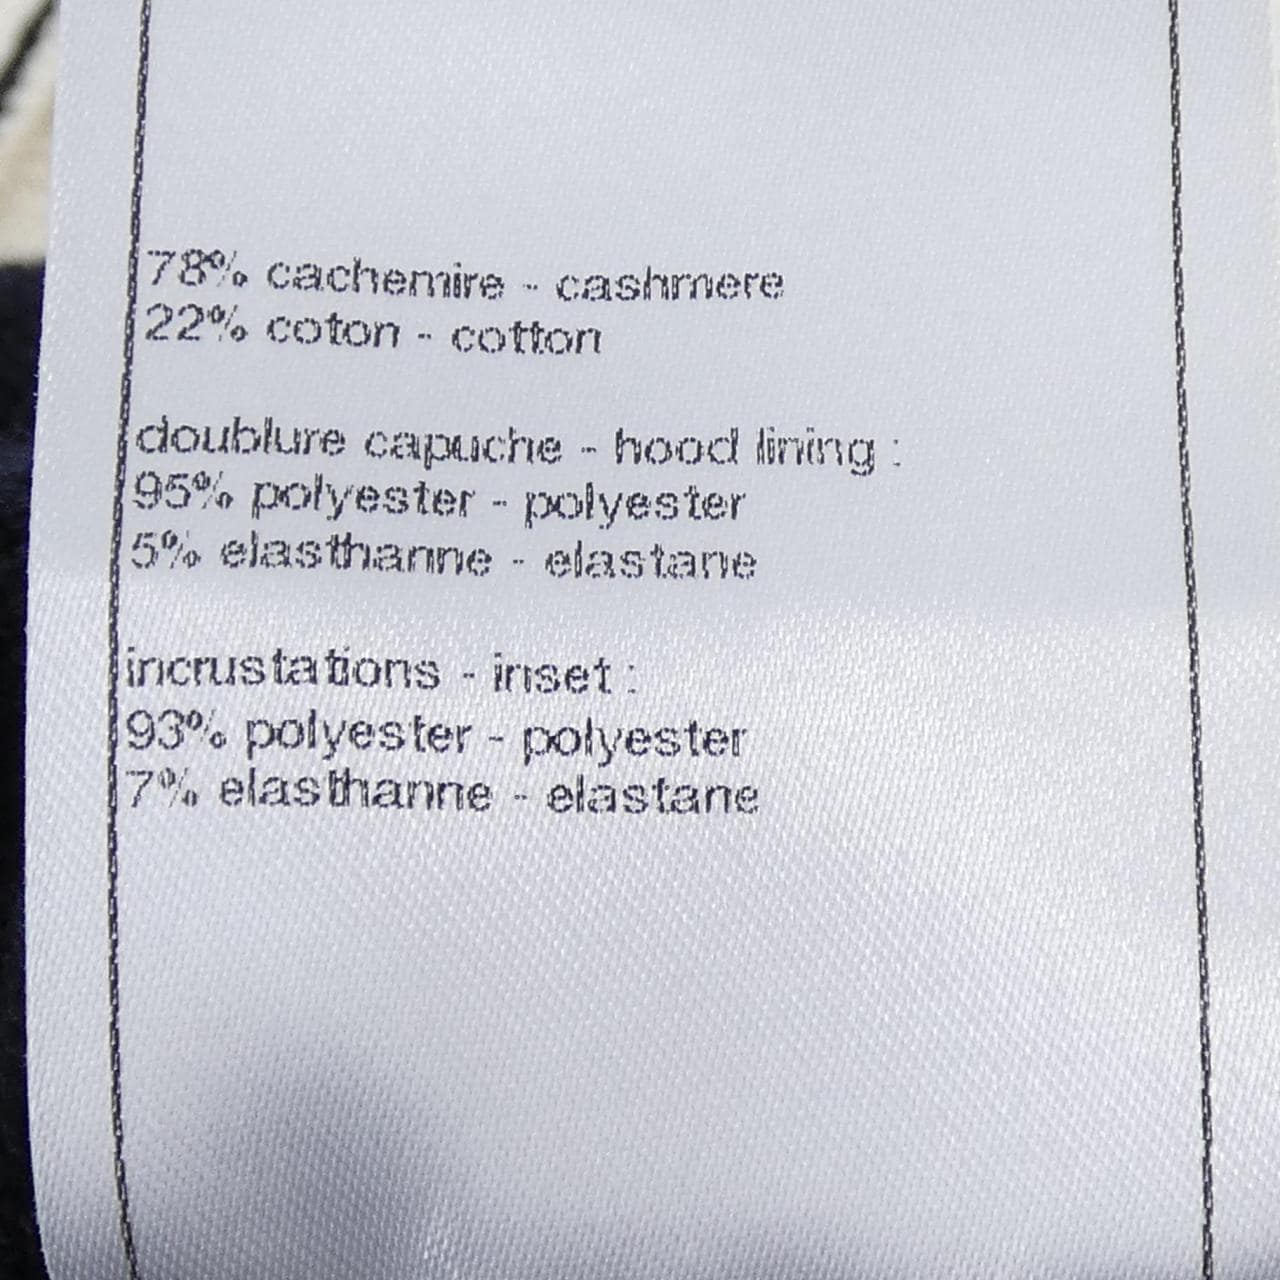 78% cachemire - cashmere
22% coton - cotton
doublure capuche - hood lining :
95% polyester - polyester
5% elasthanne - elastane
incrustations - inset :
93% polyester - polyester
7% elasthanne - elastane